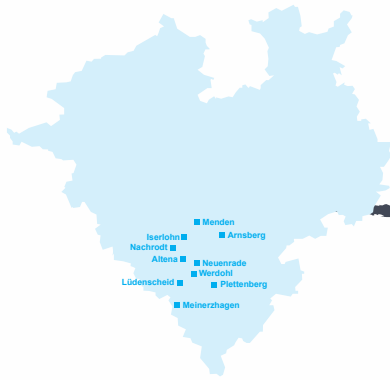 Menden
Arnsberg
Iserlohn
Nachrodt
Altena
Neuenrade
Werdohl
Lüdenscheid
Plettenberg
Meinerzhagen